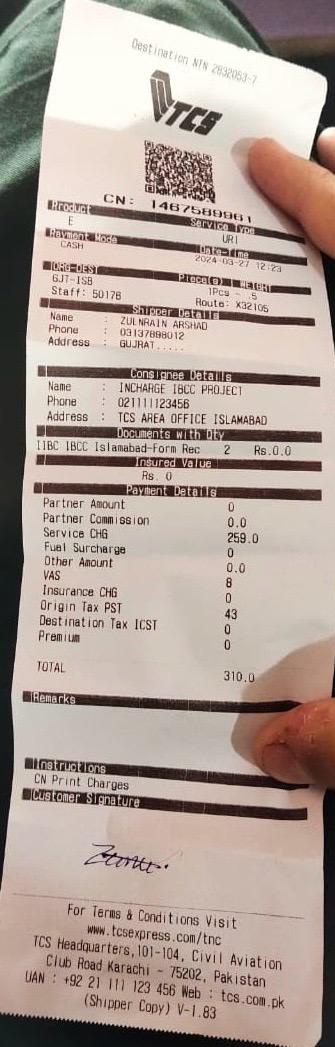 Destination NTN 2832053-7
TCS
CN: 1467589961
Product Service Type
E URI
Payment Mode Date-Time
CASH 2024-03-27 12:23
ORG-DEST Piece(s) WEIGHT
GJT-ISB 1Pcs - .5
Staff: 50176 Route: X32105
Shipper Details
Name : ZULNRAIN ARSHAD
Phone : 03137898012
Address : GUJRAT.....
Consignee Details
Name : INCHARGE IBCC PROJECT
Phone : 021111123456
Address : TCS AREA OFFICE ISLAMABAD
Documents with Qty
IIBC IBCC Islamabad-Form Rec 2 Rs.0.0
Insured Value
Rs. 0
Payment Details
Partner Amount 0
Partner Commission 0.0
Service CHG 259.0
Fuel Surcharge 0
Other Amount 0.0
VAS 8
Insurance CHG 0
Origin Tax PST 43
Destination Tax ICST 0
Premium 0
TOTAL 310.0
Remarks
Instructions
CN Print Charges
Customer Signature
For Terms & Conditions Visit
www.tcsexpress.com/tnc
TCS Headquarters,101-104, Civil Aviation
Club Road Karachi - 75202, Pakistan
UAN : +92 21 111 123 456 Web : tcs.com.pk
(Shipper Copy) V-1.83